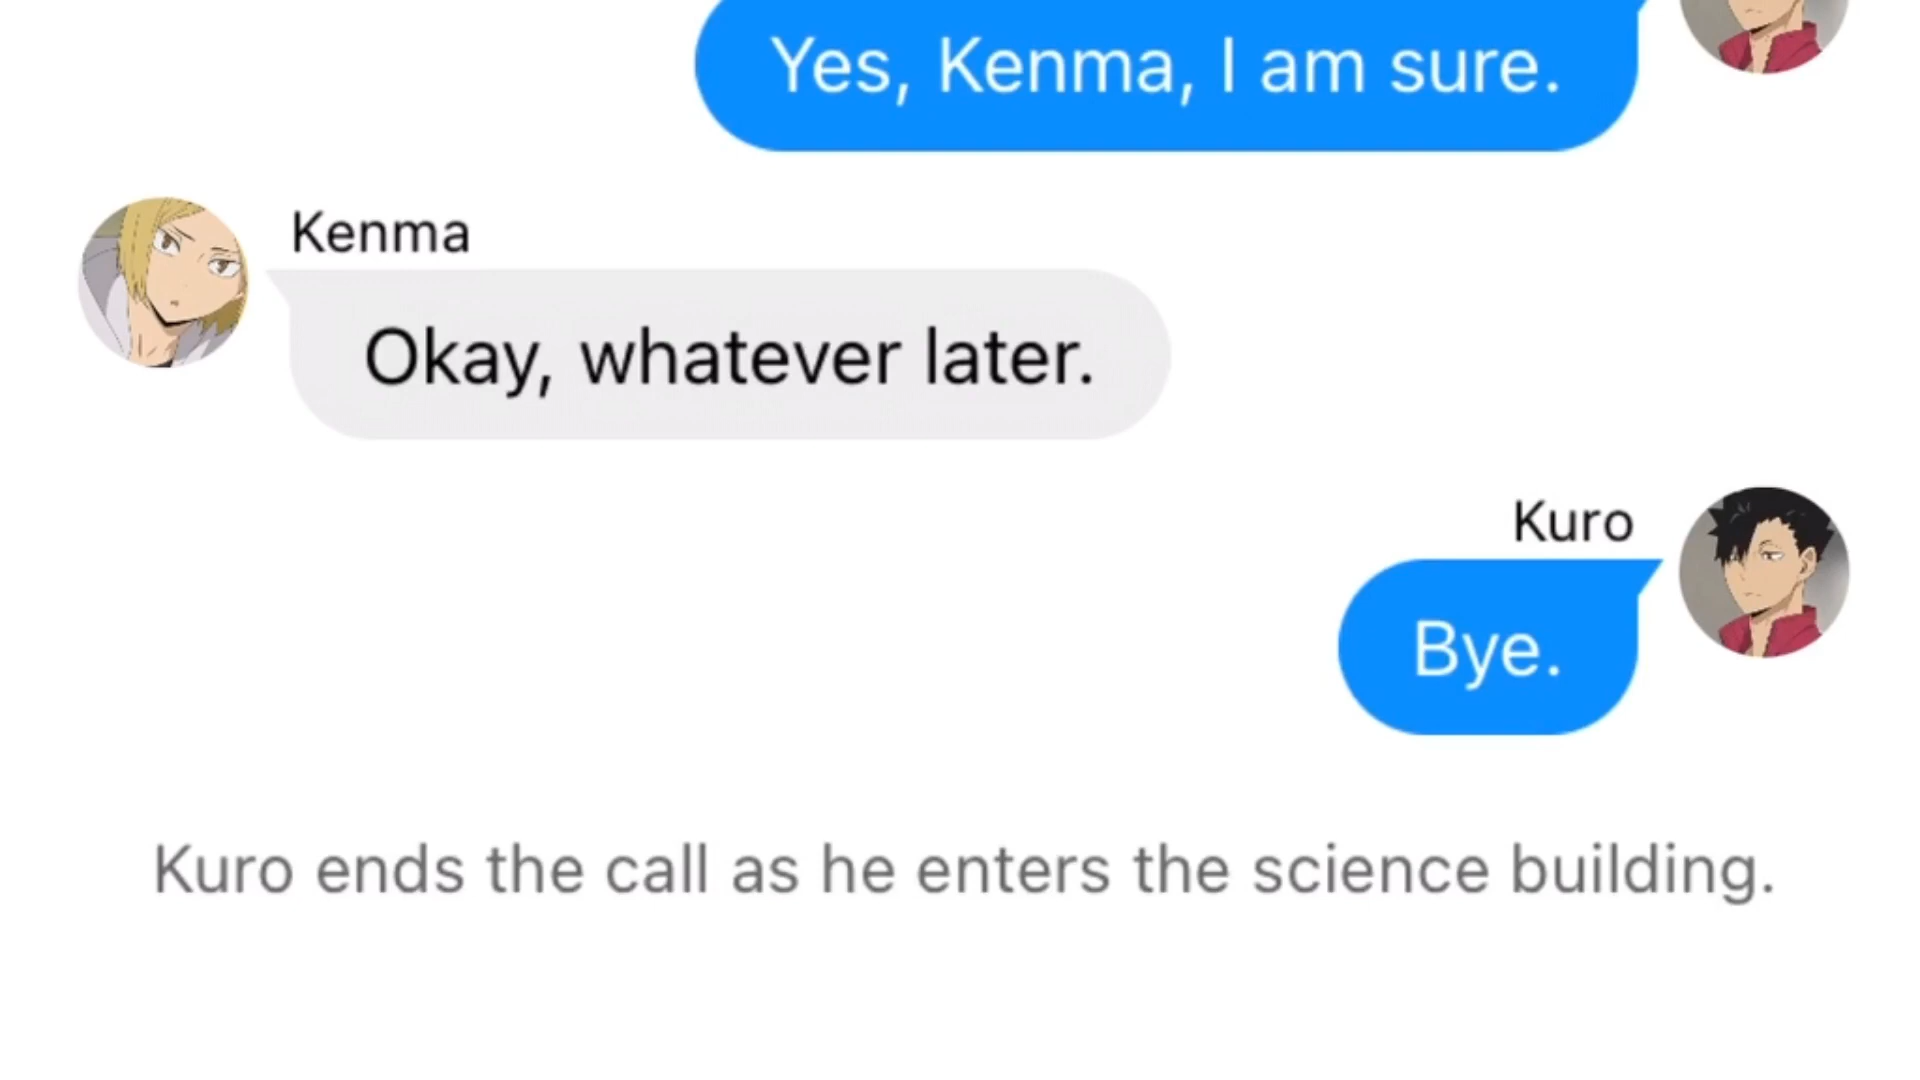 Yes, Kenma, I am sure.
Kenma
Okay, whatever later.
Kuro
Bye.
Kuro ends the call as he enters the science building.